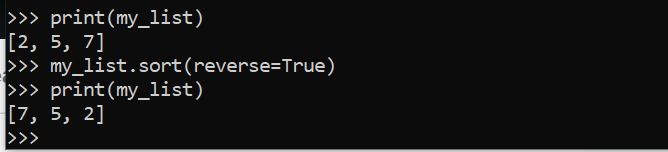 >>> print(my_list)
[2, 5, 7]
>>> my_list.sort(reverse=True)
>>> print(my_list)
[7, 5, 2]
>>>